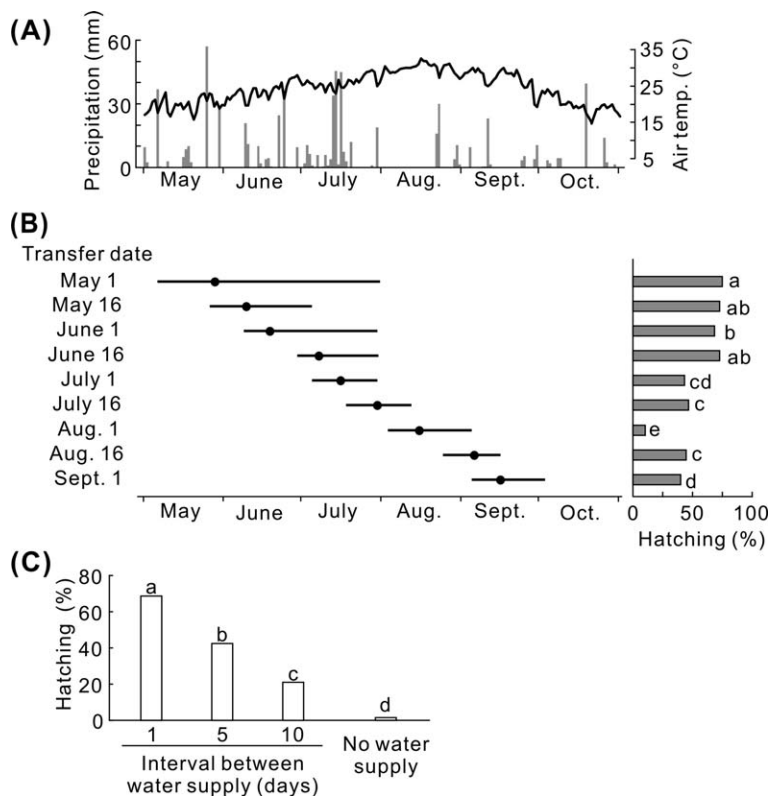 (A)
Precipitation (mm)
60
30
0
35
25
15
5
Air temp. (°C)
May June July Aug. Sept. Oct.
(B)
Transfer date
May 1
May 16
June 1
June 16
July 1
July 16
Aug. 1
Aug. 16
Sept. 1
May June July Aug. Sept. Oct.
a
ab
b
ab
cd
c
e
c
d
0 50 100
Hatching (%)
(C)
Hatching (%)
80
60
40
20
0
a
b
c
d
1 5 10
Interval between
water supply (days)
No water
supply